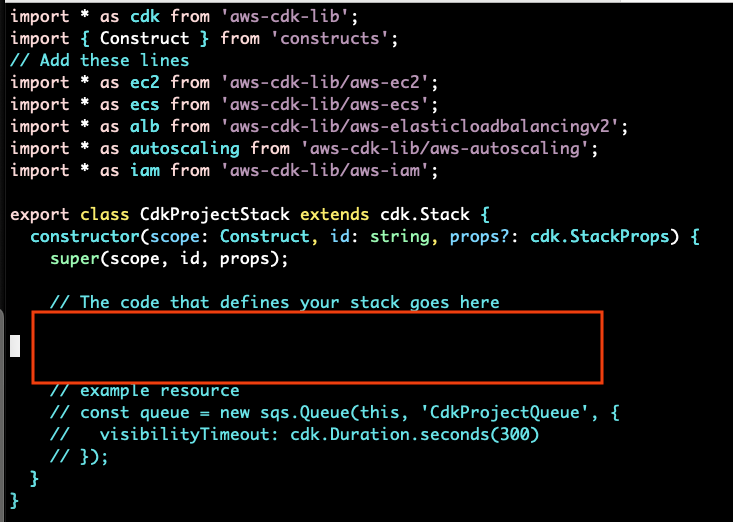 import * as cdk from 'aws-cdk-lib';
import { Construct } from 'constructs';
// Add these lines
import * as ec2 from 'aws-cdk-lib/aws-ec2';
import * as ecs from 'aws-cdk-lib/aws-ecs';
import * as alb from 'aws-cdk-lib/aws-elasticloadbalancingv2';
import * as autoscaling from 'aws-cdk-lib/aws-autoscaling';
import * as iam from 'aws-cdk-lib/aws-iam';

export class CdkProjectStack extends cdk.Stack {
  constructor(scope: Construct, id: string, props?: cdk.StackProps) {
    super(scope, id, props);

    // The code that defines your stack goes here

    // example resource
    // const queue = new sqs.Queue(this, 'CdkProjectQueue', {
    //   visibilityTimeout: cdk.Duration.seconds(300)
    // });
  }
}